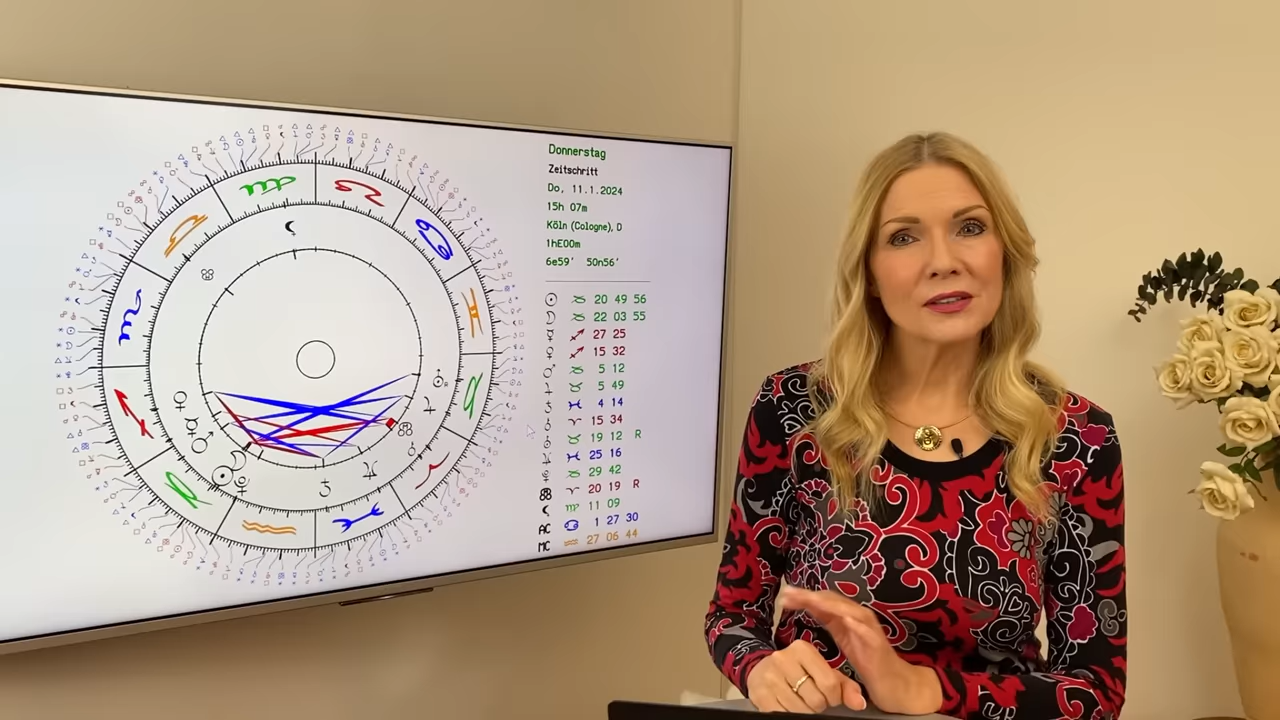 Donnerstag
Zeitschritt
Do, 11.1.2024
15h 07m
Köln (Cologne), D
1hE00m
6e59' 50n56'
20 49 56
22 03 55
27 25
15 32
5 12
5 49
4 14
15 34
19 12 R
25 16
29 42
20 19 R
11 09
AC 1 27 30
MC 27 06 44